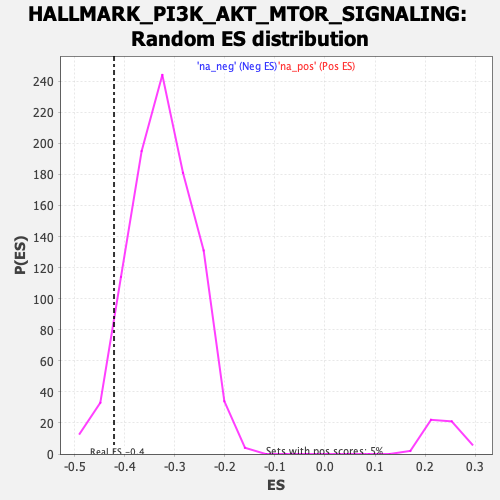 HALLMARK_PI3K_AKT_MTOR_SIGNALING:
Random ES distribution
'na_neg' (Neg ES)'na_pos' (Pos ES)
240
220
200
180
160
140
120
100
80
60
40
20
0
P(ES)
Real ES -0.4
Sets with pos scores: 5%
-0.5 -0.4 -0.3 -0.2 -0.1 0.0 0.1 0.2 0.3
ES